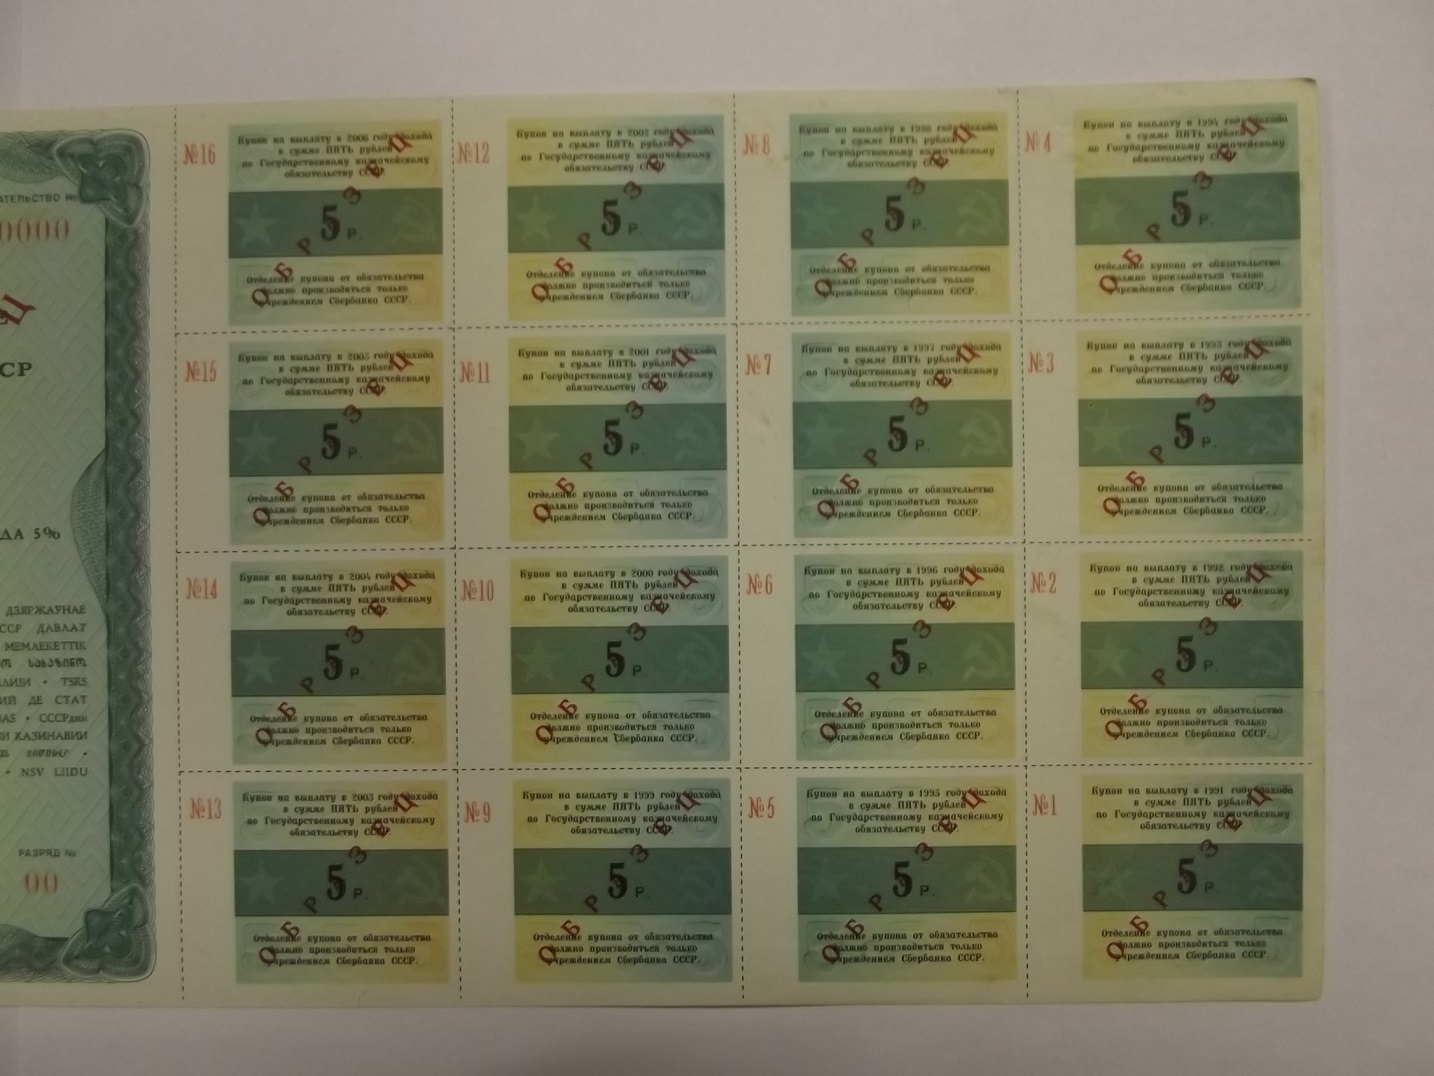 №
0000
Ц
СР
ДА 5%
ДЗЯРЖАЎНАЕ
ССР ДАВААТ
МЕМЛЕКЕТТІК
• TSRS
ДЕ СТАТ
• СССРдин
ХАЗИНАВИИ
• NSV LIIDU
РАЗРЯД №
00
№16
Купон на выплату в 2006 году дохода
в сумме ПЯТЬ рублей
по Государственному казначейскому
обязательству СССР.
5 Р.
Отделение купона от обязательства
должно производиться только
учреждением Сбербанка СССР.
ОБРАЗЕЦ
№12
Купон на выплату в 2002 году дохода
в сумме ПЯТЬ рублей
по Государственному казначейскому
обязательству СССР.
5 Р.
Отделение купона от обязательства
должно производиться только
учреждением Сбербанка СССР.
ОБРАЗЕЦ
№8
Купон на выплату в 1998 году дохода
в сумме ПЯТЬ рублей
по Государственному казначейскому
обязательству СССР.
5 Р.
Отделение купона от обязательства
должно производиться только
учреждением Сбербанка СССР.
ОБРАЗЕЦ
№4
Купон на выплату в 1994 году дохода
в сумме ПЯТЬ рублей
по Государственному казначейскому
обязательству СССР.
5 Р.
Отделение купона от обязательства
должно производиться только
учреждением Сбербанка СССР.
ОБРАЗЕЦ
№15
Купон на выплату в 2005 году дохода
в сумме ПЯТЬ рублей
по Государственному казначейскому
обязательству СССР.
5 Р.
Отделение купона от обязательства
должно производиться только
учреждением Сбербанка СССР.
ОБРАЗЕЦ
№11
Купон на выплату в 2001 году дохода
в сумме ПЯТЬ рублей
по Государственному казначейскому
обязательству СССР.
5 Р.
Отделение купона от обязательства
должно производиться только
учреждением Сбербанка СССР.
ОБРАЗЕЦ
№7
Купон на выплату в 1997 году дохода
в сумме ПЯТЬ рублей
по Государственному казначейскому
обязательству СССР.
5 Р.
Отделение купона от обязательства
должно производиться только
учреждением Сбербанка СССР.
ОБРАЗЕЦ
№3
Купон на выплату в 1993 году дохода
в сумме ПЯТЬ рублей
по Государственному казначейскому
обязательству СССР.
5 Р.
Отделение купона от обязательства
должно производиться только
учреждением Сбербанка СССР.
ОБРАЗЕЦ
№14
Купон на выплату в 2004 году дохода
в сумме ПЯТЬ рублей
по Государственному казначейскому
обязательству СССР.
5 Р.
Отделение купона от обязательства
должно производиться только
учреждением Сбербанка СССР.
ОБРАЗЕЦ
№10
Купон на выплату в 2000 году дохода
в сумме ПЯТЬ рублей
по Государственному казначейскому
обязательству СССР.
5 Р.
Отделение купона от обязательства
должно производиться только
учреждением Сбербанка СССР.
ОБРАЗЕЦ
№6
Купон на выплату в 1996 году дохода
в сумме ПЯТЬ рублей
по Государственному казначейскому
обязательству СССР.
5 Р.
Отделение купона от обязательства
должно производиться только
учреждением Сбербанка СССР.
ОБРАЗЕЦ
№2
Купон на выплату в 1992 году дохода
в сумме ПЯТЬ рублей
по Государственному казначейскому
обязательству СССР.
5 Р.
Отделение купона от обязательства
должно производиться только
учреждением Сбербанка СССР.
ОБРАЗЕЦ
№13
Купон на выплату в 2003 году дохода
в сумме ПЯТЬ рублей
по Государственному казначейскому
обязательству СССР.
5 Р.
Отделение купона от обязательства
должно производиться только
учреждением Сбербанка СССР.
ОБРАЗЕЦ
№9
Купон на выплату в 1999 году дохода
в сумме ПЯТЬ рублей
по Государственному казначейскому
обязательству СССР.
5 Р.
Отделение купона от обязательства
должно производиться только
учреждением Сбербанка СССР.
ОБРАЗЕЦ
№5
Купон на выплату в 1995 году дохода
в сумме ПЯТЬ рублей
по Государственному казначейскому
обязательству СССР.
5 Р.
Отделение купона от обязательства
должно производиться только
учреждением Сбербанка СССР.
ОБРАЗЕЦ
№1
Купон на выплату в 1991 году дохода
в сумме ПЯТЬ рублей
по Государственному казначейскому
обязательству СССР.
5 Р.
Отделение купона от обязательства
должно производиться только
учреждением Сбербанка СССР.
ОБРАЗЕЦ